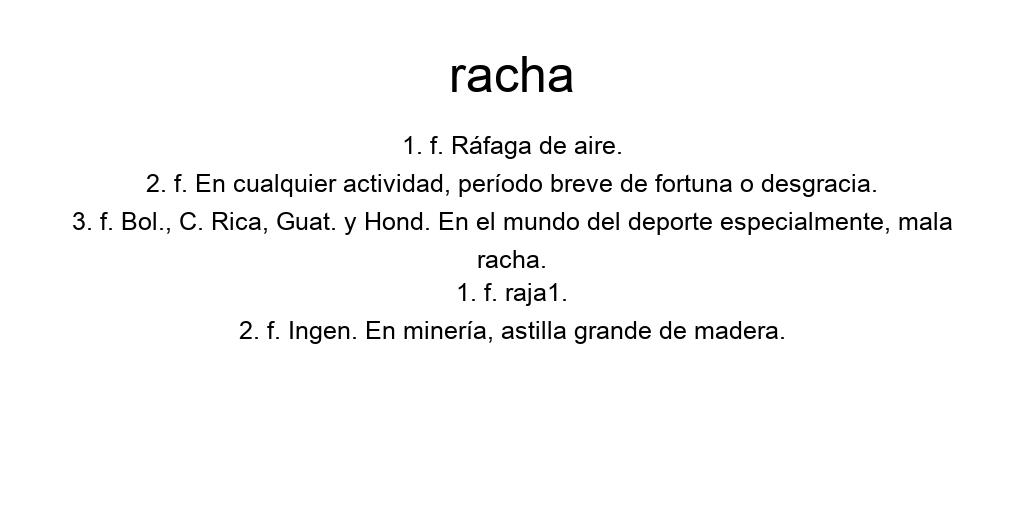 racha
1. f. Ráfaga de aire.
2. f. En cualquier actividad, período breve de fortuna o desgracia.
3. f. Bol., C. Rica, Guat. y Hond. En el mundo del deporte especialmente, mala
racha.
1. f. raja1.
2. f. Ingen. En minería, astilla grande de madera.